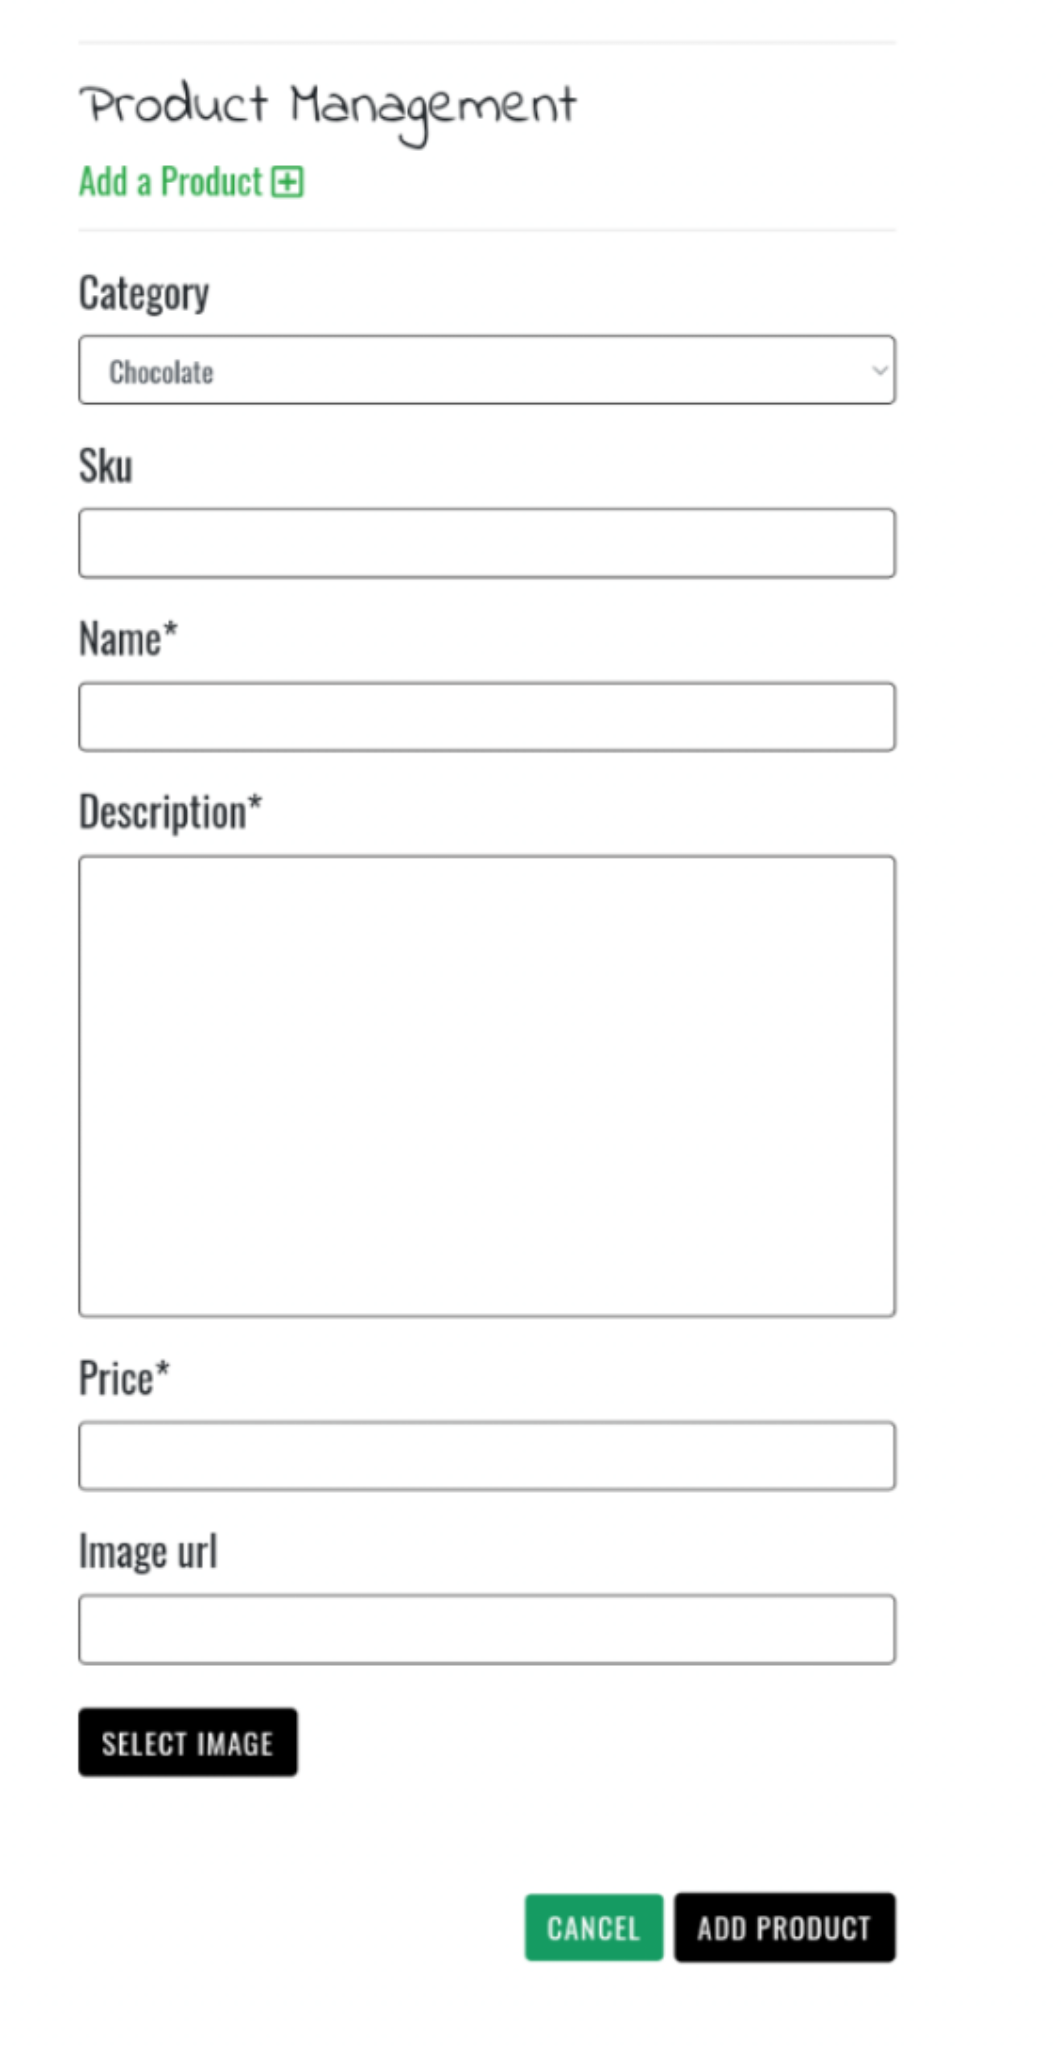 Product Management
Add a Product
Category
Chocolate
Sku
Name*
Description*
Price*
Image url
SELECT IMAGE
CANCEL ADD PRODUCT